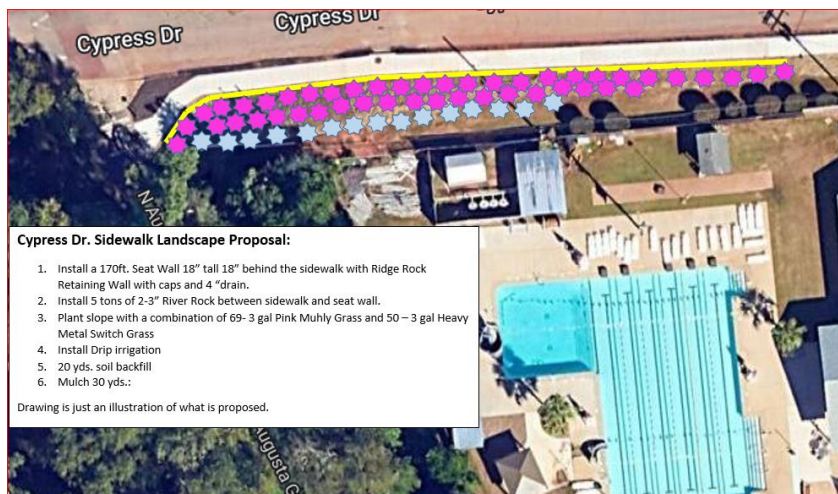 Cypress Dr
Cypress Dr
N Au
Cypress Dr. Sidewalk Landscape Proposal:
1. Install a 170ft. Seat Wall 18” tall 18” behind the sidewalk with Ridge Rock
Retaining Wall with caps and 4 “drain.
2. Install 5 tons of 2-3” River Rock between sidewalk and seat wall.
3. Plant slope with a combination of 69- 3 gal Pink Muhly Grass and 50 – 3 gal Heavy
Metal Switch Grass
4. Install Drip irrigation
5. 20 yds. soil backfill
6. Mulch 30 yds.:
Drawing is just an illustration of what is proposed.
Augusta